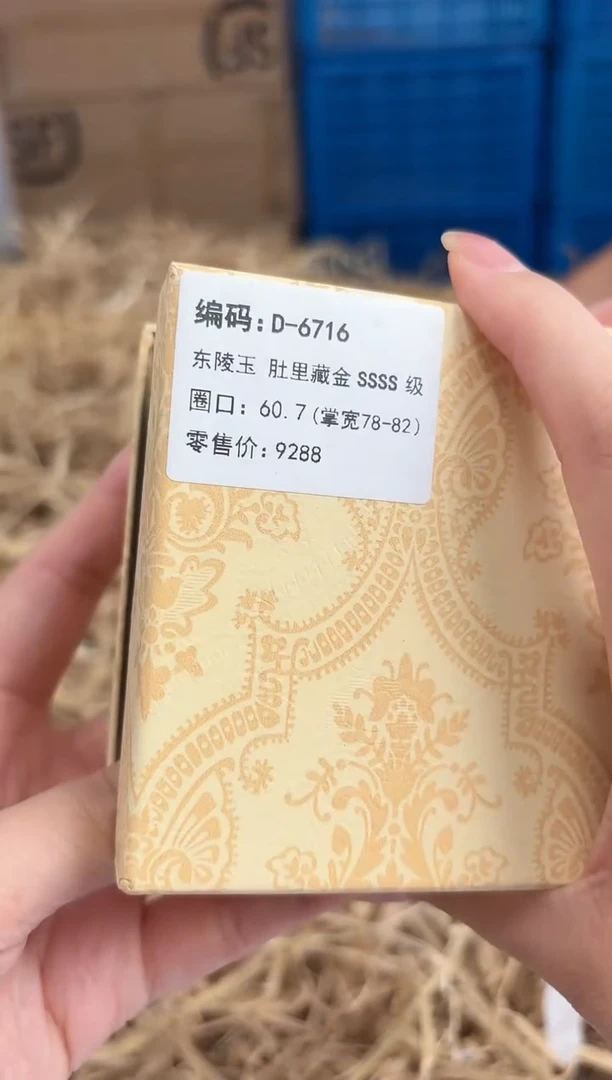 编码:D-6716
东陵玉 肚里藏金 SSSS 级
圈口: 60.7(掌宽78-82)
零售价: 9288